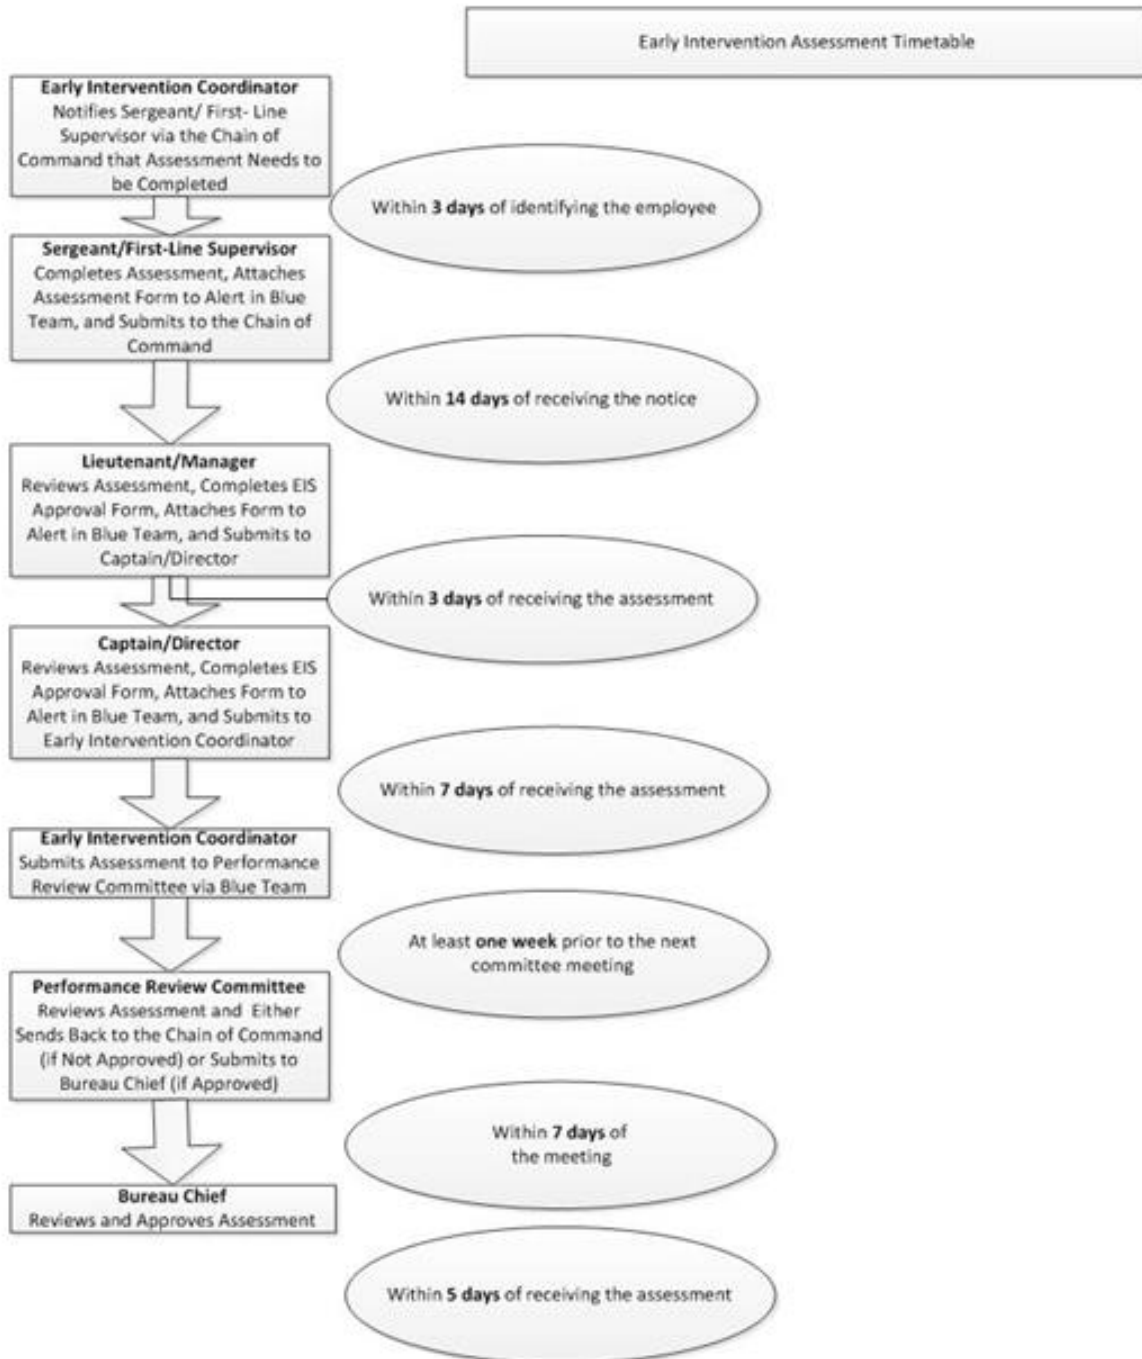 Early Intervention Assessment Timetable
Early Intervention Coordinator
Notifies Sergeant/ First- Line
Supervisor via the Chain of
Command that Assessment Needs to
be Completed
Within 3 days of identifying the employee
Sergeant/First-Line Supervisor
Completes Assessment, Attaches
Assessment Form to Alert in Blue
Team, and Submits to the Chain of
Command
Within 14 days of receiving the notice
Lieutenant/Manager
Reviews Assessment, Completes EIS
Approval Form, Attaches Form to
Alert in Blue Team, and Submits to
Captain/Director
Within 3 days of receiving the assessment
Captain/Director
Reviews Assessment, Completes EIS
Approval Form, Attaches Form to
Alert in Blue Team, and Submits to
Early Intervention Coordinator
Within 7 days of receiving the assessment
Early Intervention Coordinator
Submits Assessment to Performance
Review Committee via Blue Team
At least one week prior to the next
committee meeting
Performance Review Committee
Reviews Assessment and Either
Sends Back to the Chain of Command
(if Not Approved) or Submits to
Bureau Chief (if Approved)
Within 7 days of
the meeting
Bureau Chief
Reviews and Approves Assessment
Within 5 days of receiving the assessment